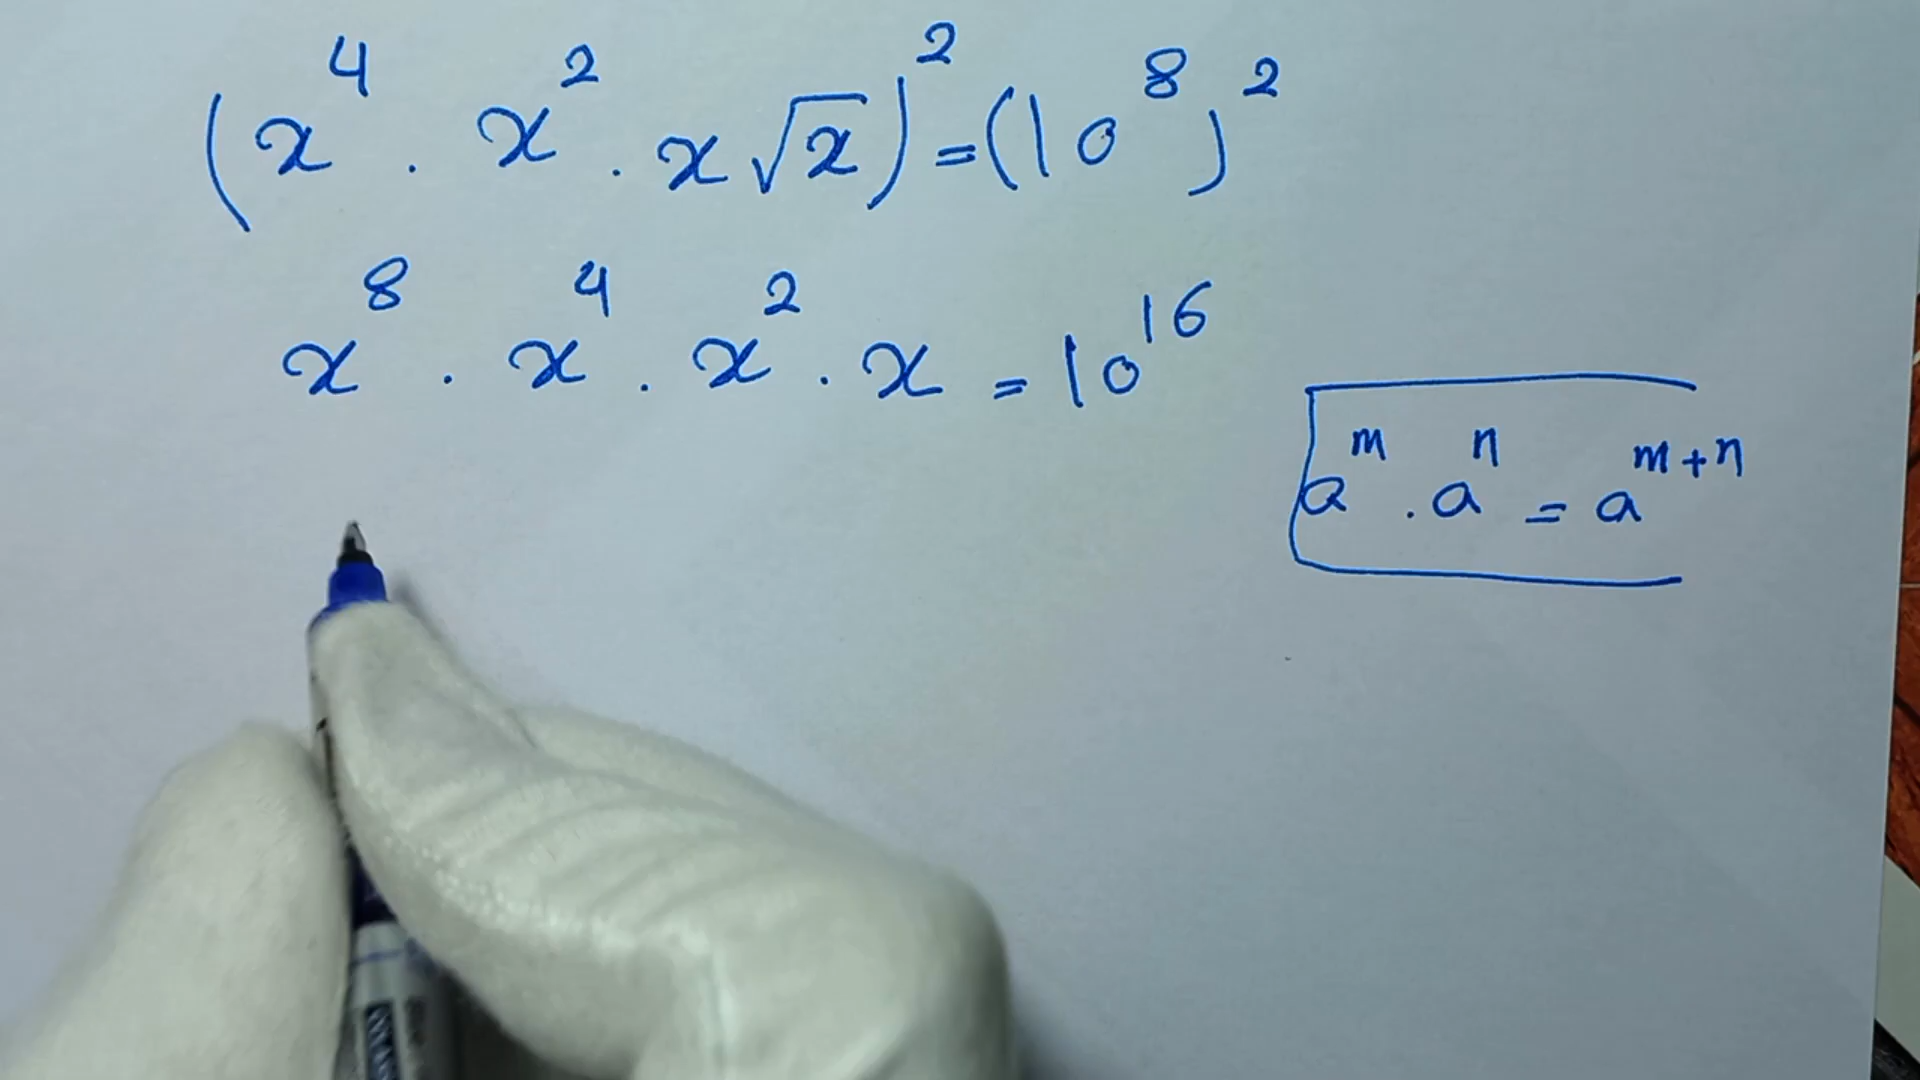 (x⁴ . x² . x√x)² = (10⁸)²
x⁸ . x⁴ . x² . x = 10¹⁶
aᵐ . aⁿ = aᵐ⁺ⁿ